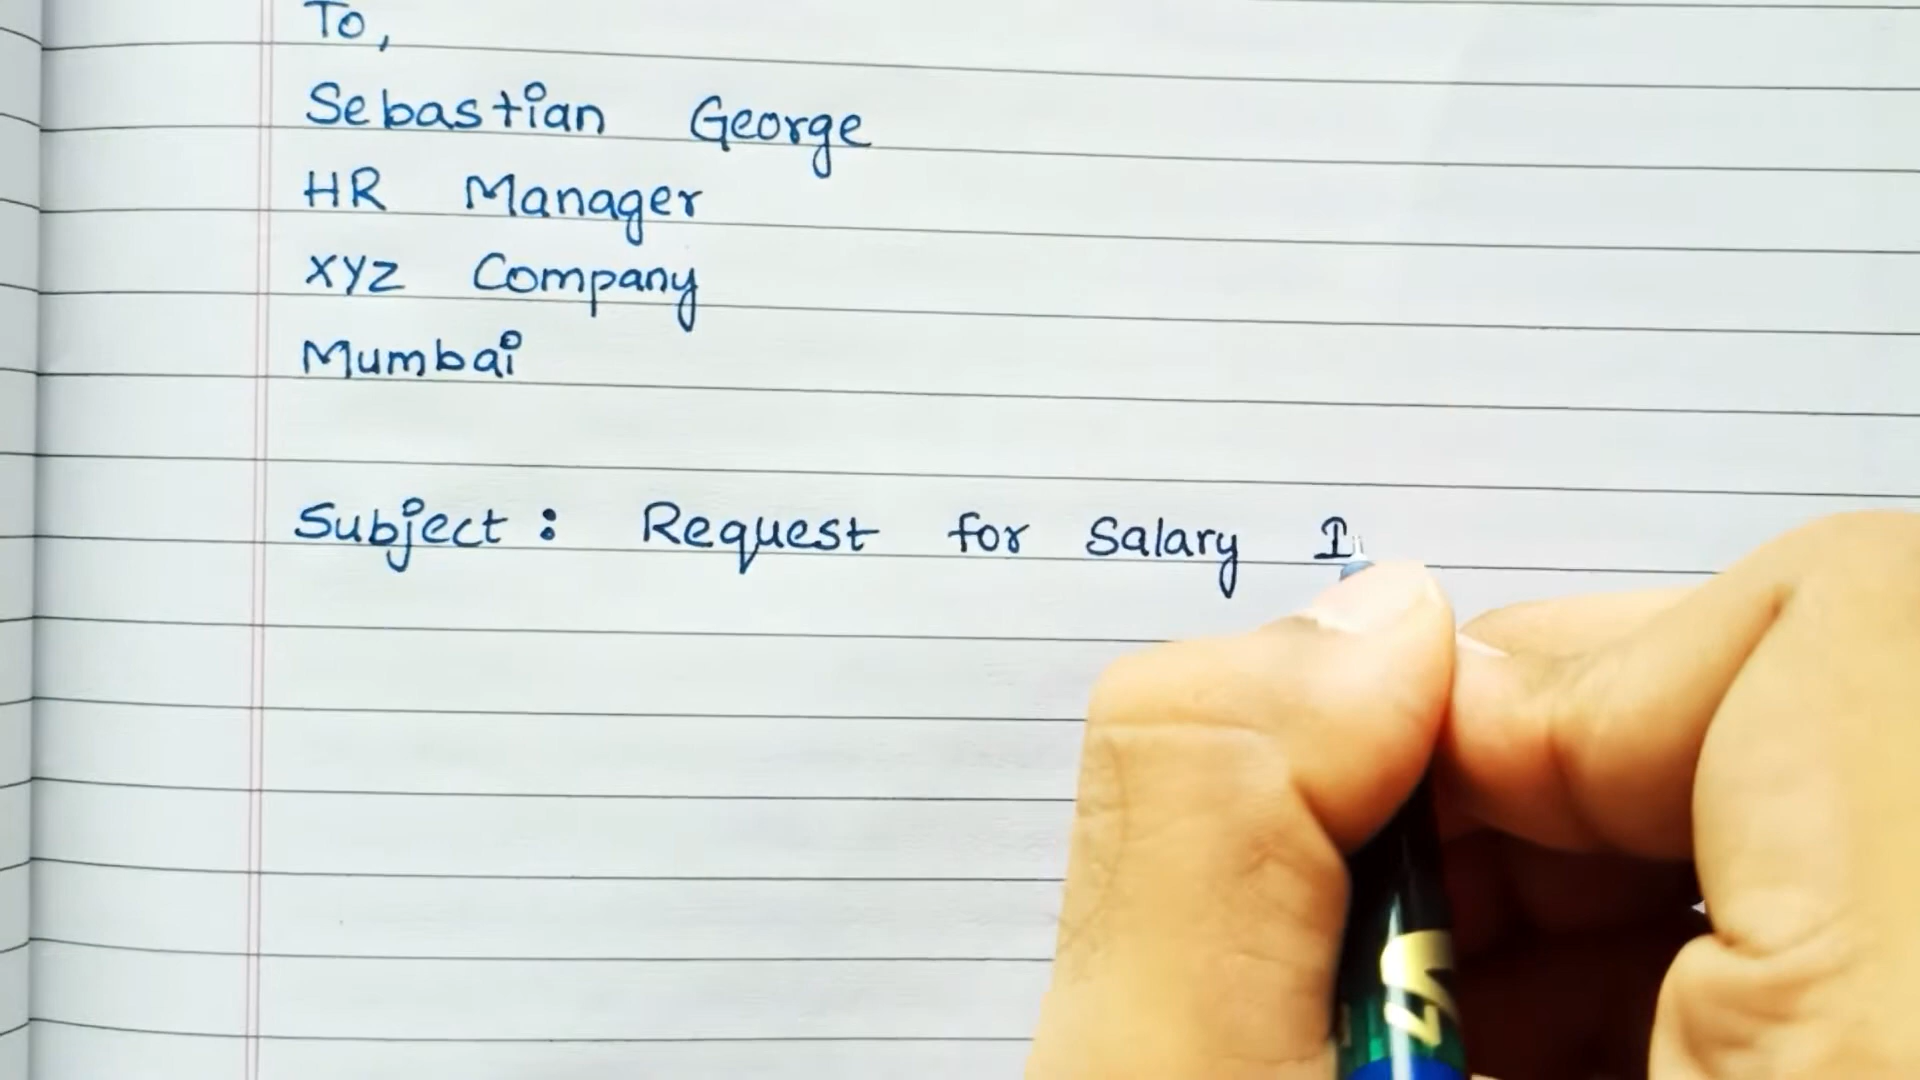 To,
Sebastian George
HR Manager
XYZ Company
Mumbai
Subject : Request for Salary I